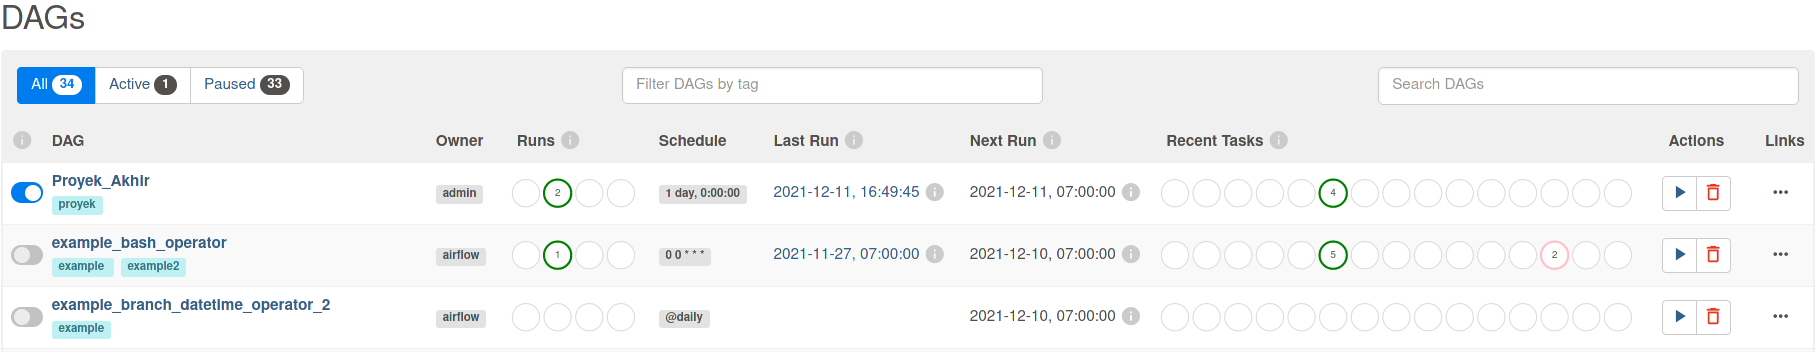 DAGs
All 34 Active 1 Paused 33 Filter DAGs by tag Search DAGs
i DAG Owner Runs i Schedule Last Run i Next Run i Recent Tasks i Actions Links
Proyek_Akhir
proyek admin 2 1 day, 0:00:00 2021-12-11, 16:49:45 i 2021-12-11, 07:00:00 i 4
example_bash_operator
example example2 airflow 1 0 0 * * * 2021-11-27, 07:00:00 i 2021-12-10, 07:00:00 i 5 2
example_branch_datetime_operator_2
example airflow @daily 2021-12-10, 07:00:00 i